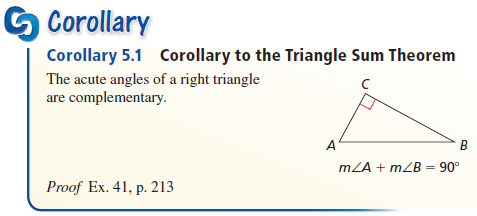 Corollary
Corollary 5.1 Corollary to the Triangle Sum Theorem
The acute angles of a right triangle
are complementary.
C
A
B
m∠A + m∠B = 90°
Proof Ex. 41, p. 213